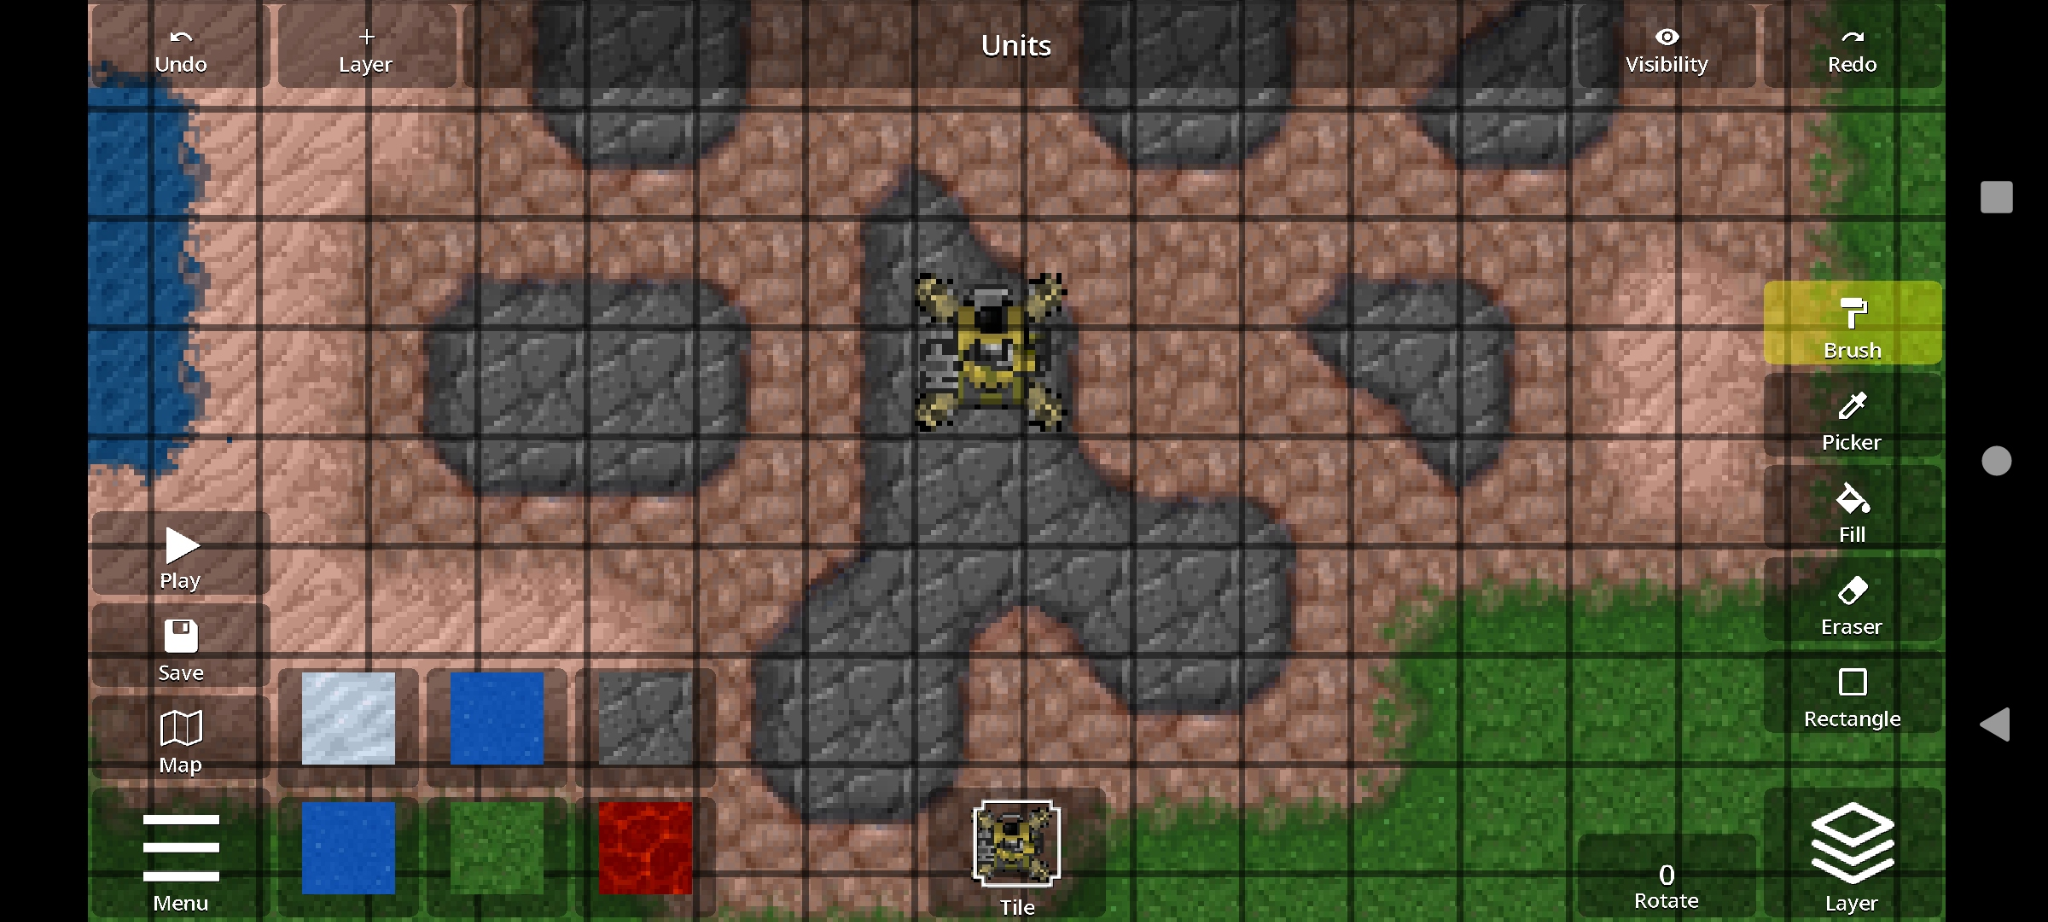 Undo
Layer
Units
Visibility
Redo
Brush
Picker
Fill
Eraser
Rectangle
Play
Save
Map
Menu
Tile
0
Rotate
Layer